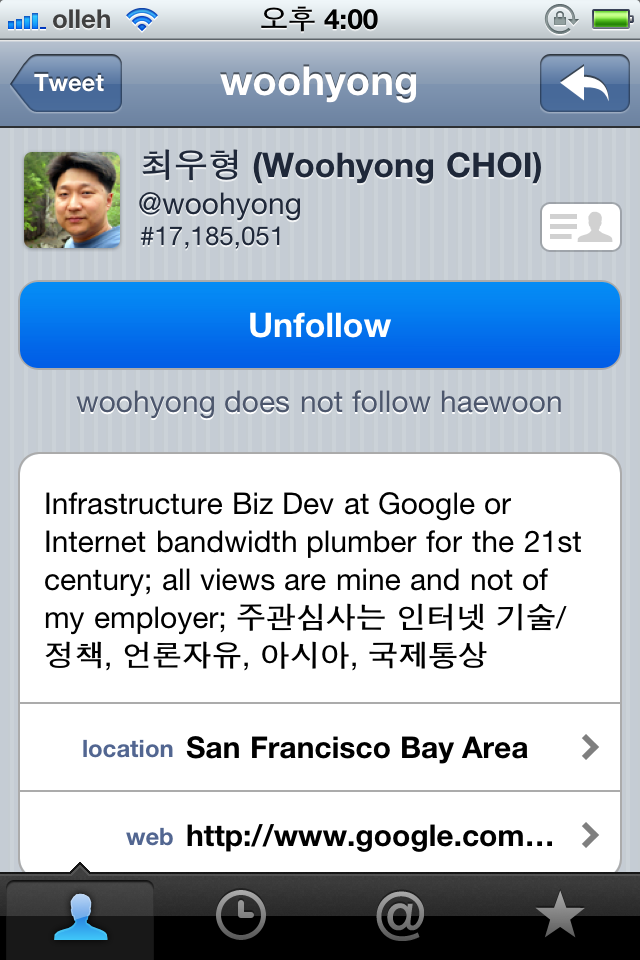 olleh 오후 4:00
Tweet woohyong
최우형 (Woohyong CHOI)
@woohyong
#17,185,051
Unfollow
woohyong does not follow haewoon
Infrastructure Biz Dev at Google or
Internet bandwidth plumber for the 21st
century; all views are mine and not of
my employer; 주관심사는 인터넷 기술/
정책, 언론자유, 아시아, 국제통상
location San Francisco Bay Area
web http://www.google.com...
@